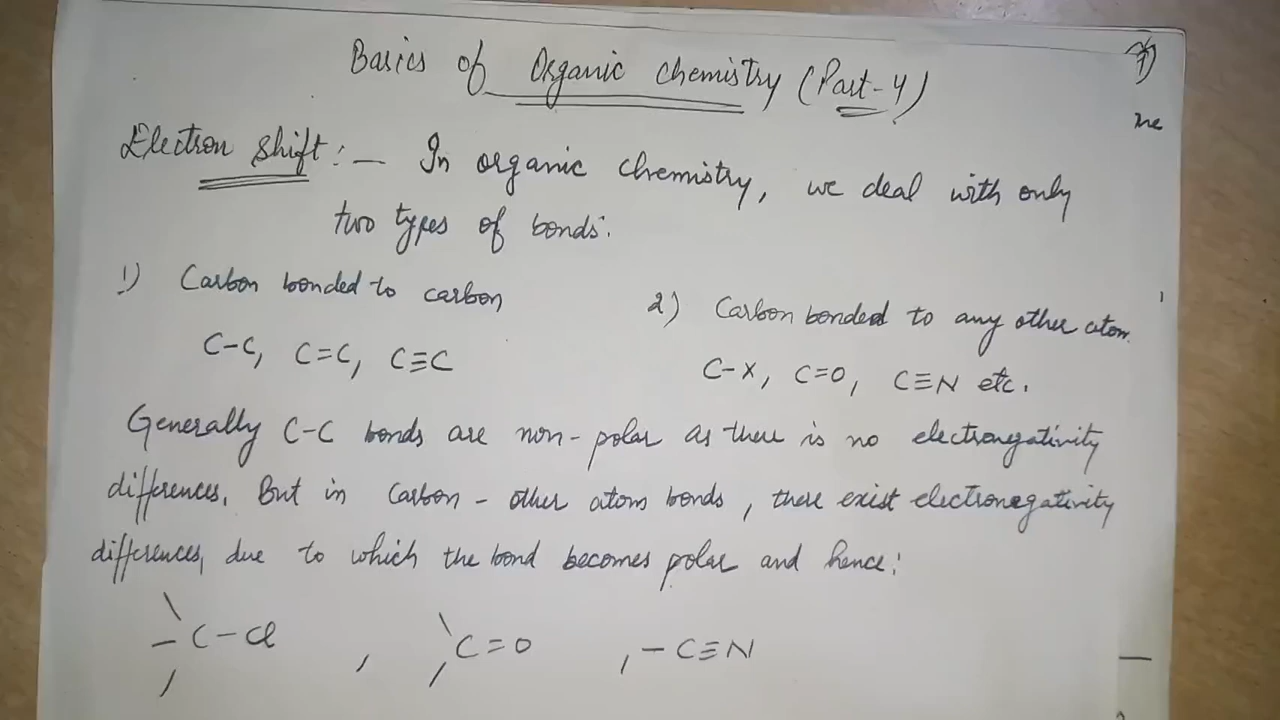 Basics of Organic chemistry (Part-4)
Electron shift :- In organic chemistry, we deal with only
two types of bonds:
1) Carbon bonded to carbon
C-C, C=C, C≡C
2) Carbon bonded to any other atom.
C-X, C=O, C≡N etc.
Generally C-C bonds are non-polar as there is no electronegativity
differences. But in Carbon - other atom bonds, there exist electronegativity
differences, due to which the bond becomes polar and hence:
-C-Cl , C=O , -C≡N